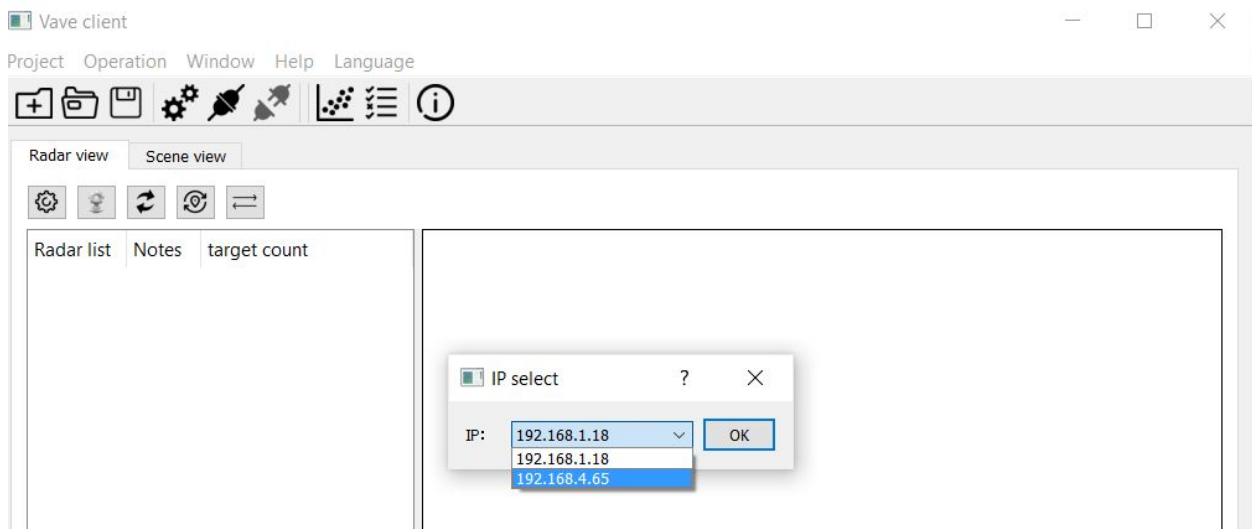 Vave client
Project Operation Window Help Language
Radar view Scene view
Radar list Notes target count
IP select ?
IP: 192.168.1.18 OK
192.168.1.18
192.168.4.65